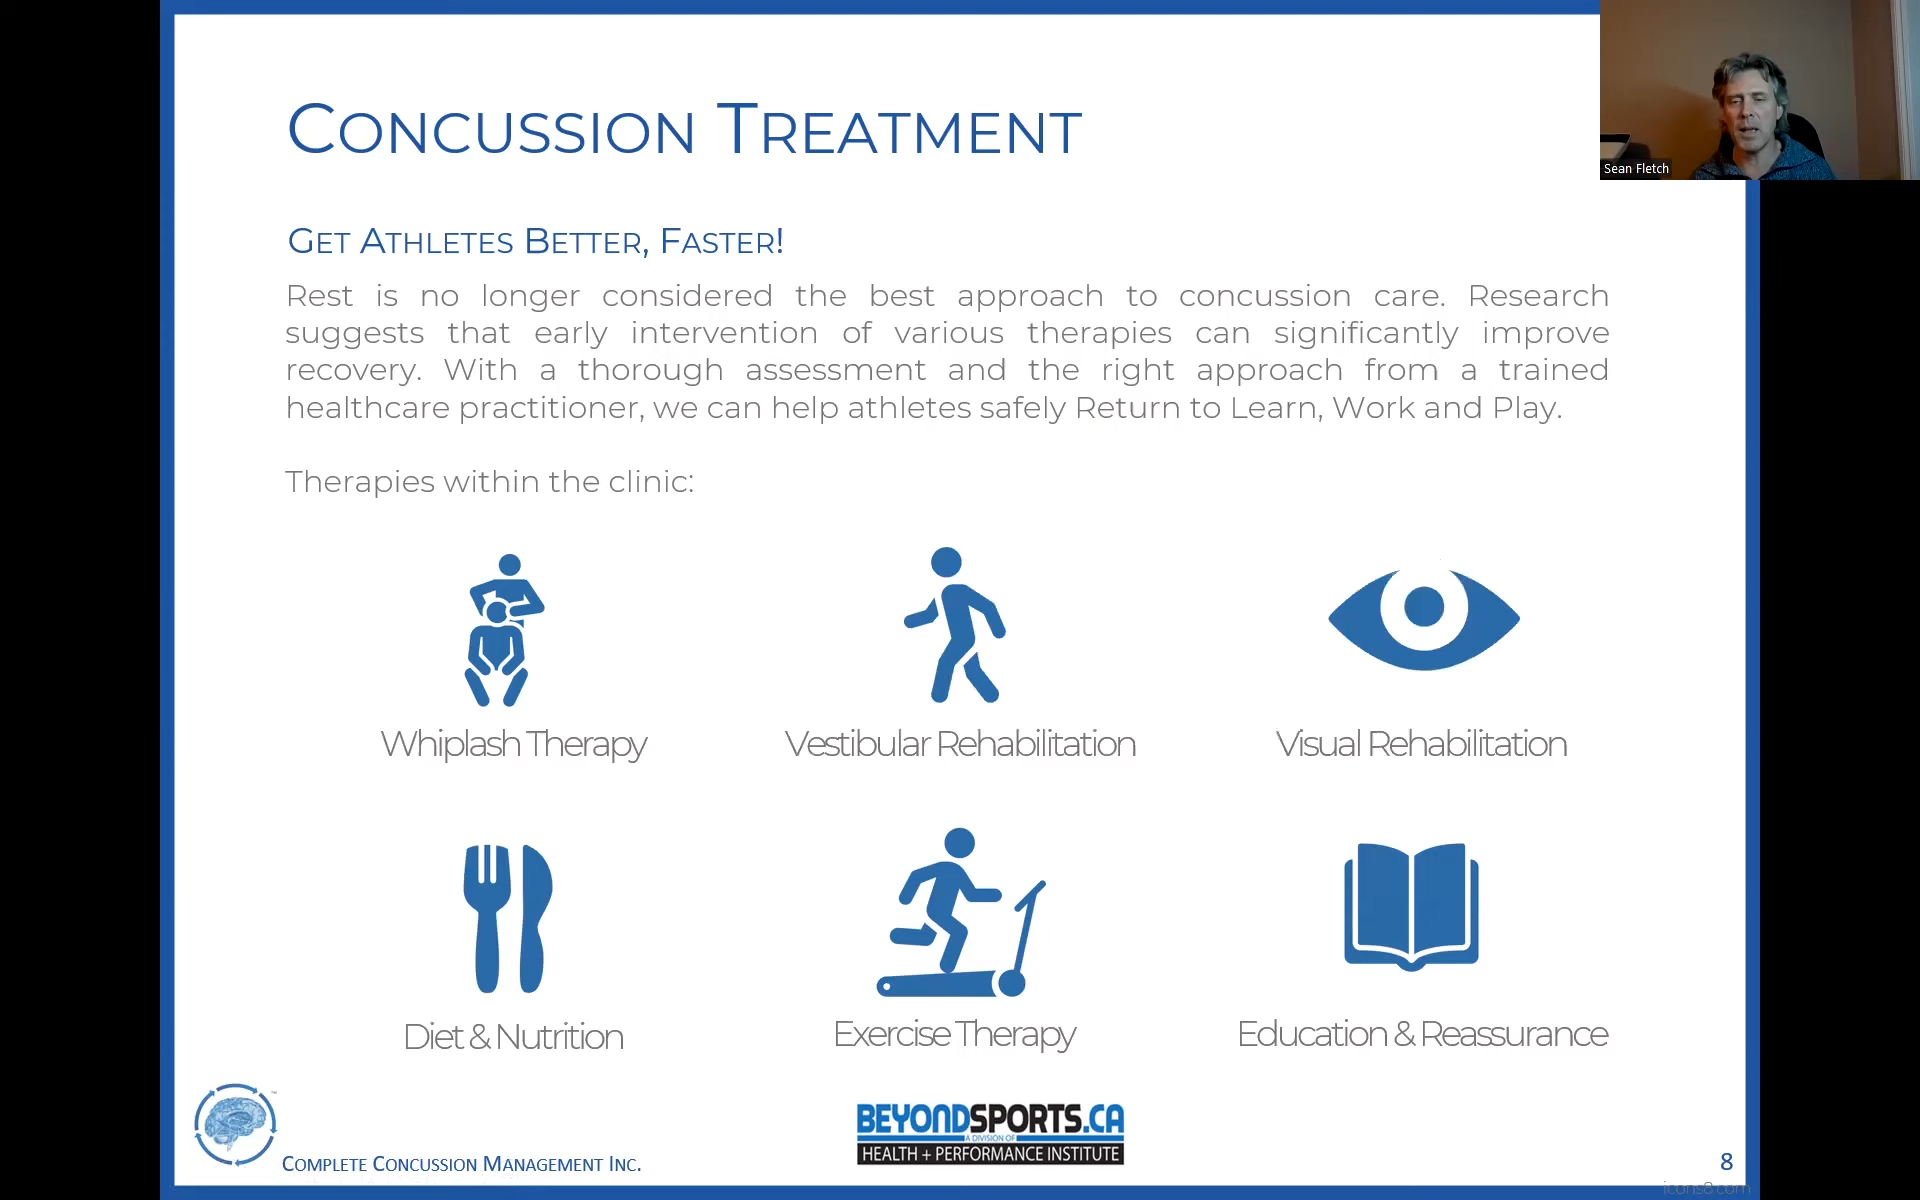 CONCUSSION TREATMENT
Sean Fletch
GET ATHLETES BETTER, FASTER!
Rest is no longer considered the best approach to concussion care. Research
suggests that early intervention of various therapies can significantly improve
recovery. With a thorough assessment and the right approach from a trained
healthcare practitioner, we can help athletes safely Return to Learn, Work and Play.
Therapies within the clinic:
Whiplash Therapy
Vestibular Rehabilitation
Visual Rehabilitation
Diet & Nutrition
Exercise Therapy
Education & Reassurance
COMPLETE CONCUSSION MANAGEMENT INC.
BEYONDSPORTS.CA
A DIVISION OF
HEALTH + PERFORMANCE INSTITUTE
8
icons8.com